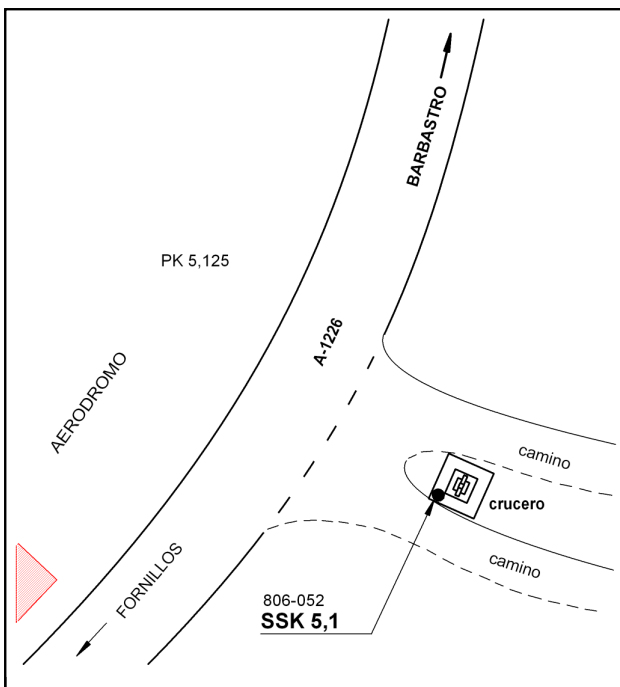 BARBASTRO
PK 5,125
A-1226
AERODROMO
camino
crucero
camino
FORNILLOS
806-052
SSK 5,1